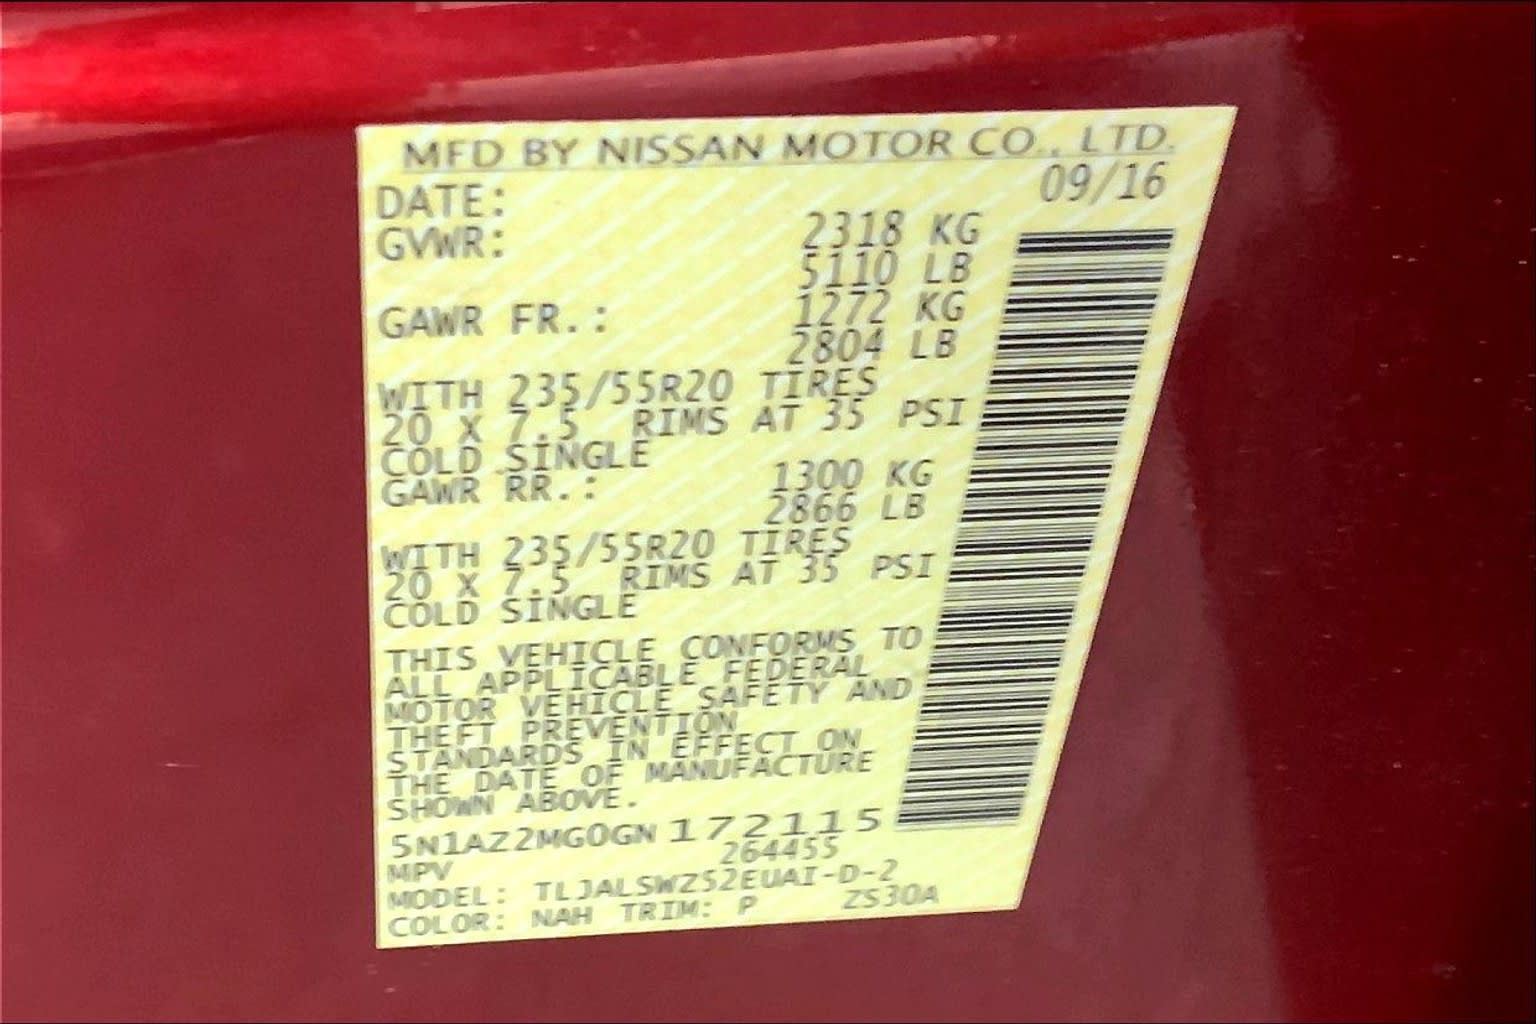 MFD BY NISSAN MOTOR CO., LTD.
DATE: 09/16
GVWR: 2318 KG
5110 LB
GAWR FR.: 1272 KG
2804 LB
WITH 235/55R20 TIRES
20 X 7.5 RIMS AT 35 PSI
COLD SINGLE
GAWR RR.: 1300 KG
2866 LB
WITH 235/55R20 TIRES
20 X 7.5 RIMS AT 35 PSI
COLD SINGLE
THIS VEHICLE CONFORMS TO
ALL APPLICABLE FEDERAL
MOTOR VEHICLE SAFETY AND
THEFT PREVENTION
STANDARDS IN EFFECT ON
THE DATE OF MANUFACTURE
SHOWN ABOVE.
5N1AZ2MG0GN172115
MPV 264455
MODEL: TLJALSWZ52EUAI-D-2
COLOR: NAH TRIM: P ZS30A